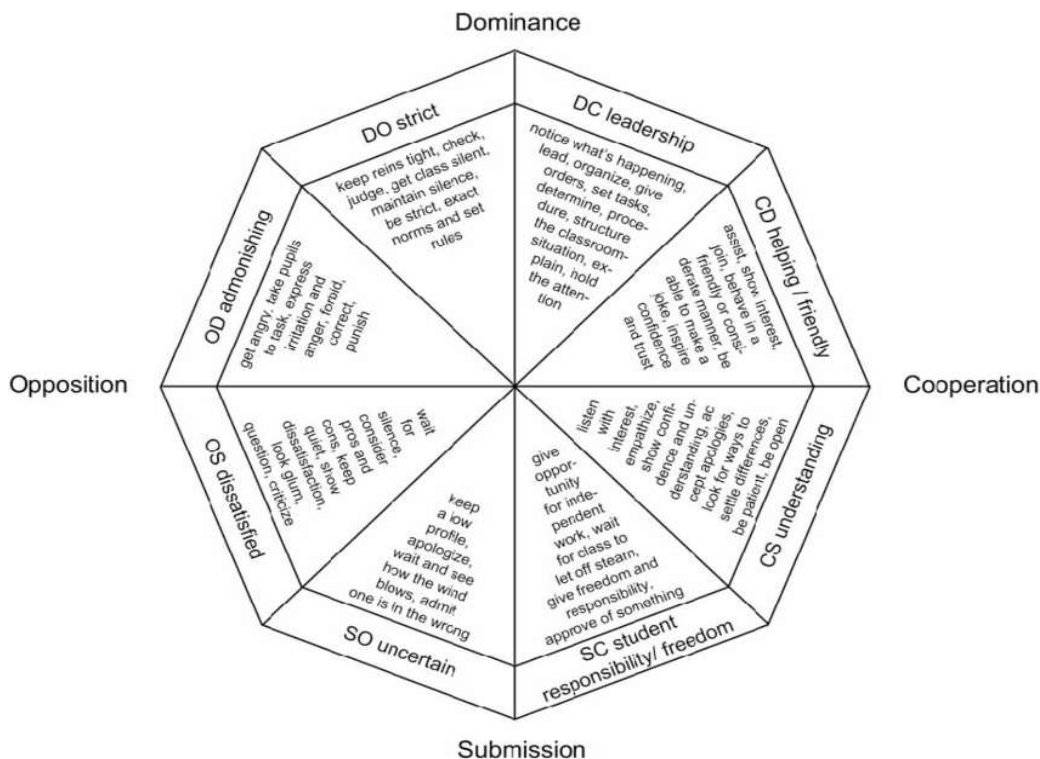 Dominance
DO strict
keep reins tight, check,
judge, get class silent,
maintain silence,
be strict, exact
norms and set
rules
DC leadership
notice what's happening,
lead, organize, give
orders, set tasks,
determine, proce-
dure, structure
the classroom-
situation, ex-
plain, hold
the atten-
tion
OD admonishing
get angry, take pupils
to task, express
irritation and
anger, forbid,
correct,
punish
CD helping / friendly
assist, show interest,
join, behave in a
friendly or consi-
derate manner, be
able to make a
joke, inspire
confidence
and trust
Opposition
Cooperation
OS dissatisfied
wait
for
silence,
consider
pros and
cons, keep
quiet, show
dissatisfaction,
look glum,
question, criticize
CS understanding
listen
with
interest,
empathize,
show confi-
dence and un-
derstanding, ac
cept apologies,
look for ways to
settle differences,
be patient, be open
SO uncertain
keep
a low
profile,
apologize,
wait and see
how the wind
blows, admit
one is in the wrong
give
oppor-
tunity
for inde-
pendent
work, wait
for class to
let off steam,
give freedom and
responsibility,
approve of something
SC student
responsibility/ freedom
Submission